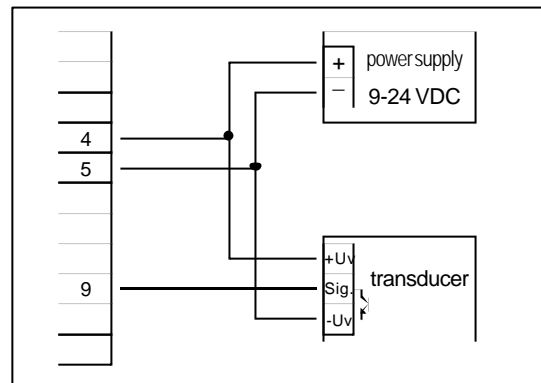 + power supply
− 9-24 VDC
4
5
+Uv
9 Sig. transducer
-Uv